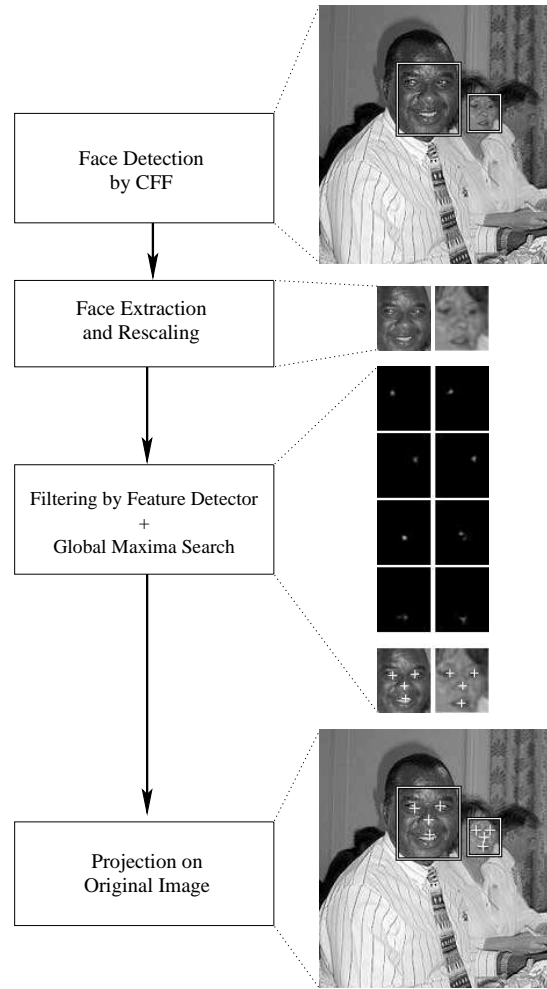 Face Detection
by CFF
Face Extraction
and Rescaling
Filtering by Feature Detector
+
Global Maxima Search
Projection on
Original Image